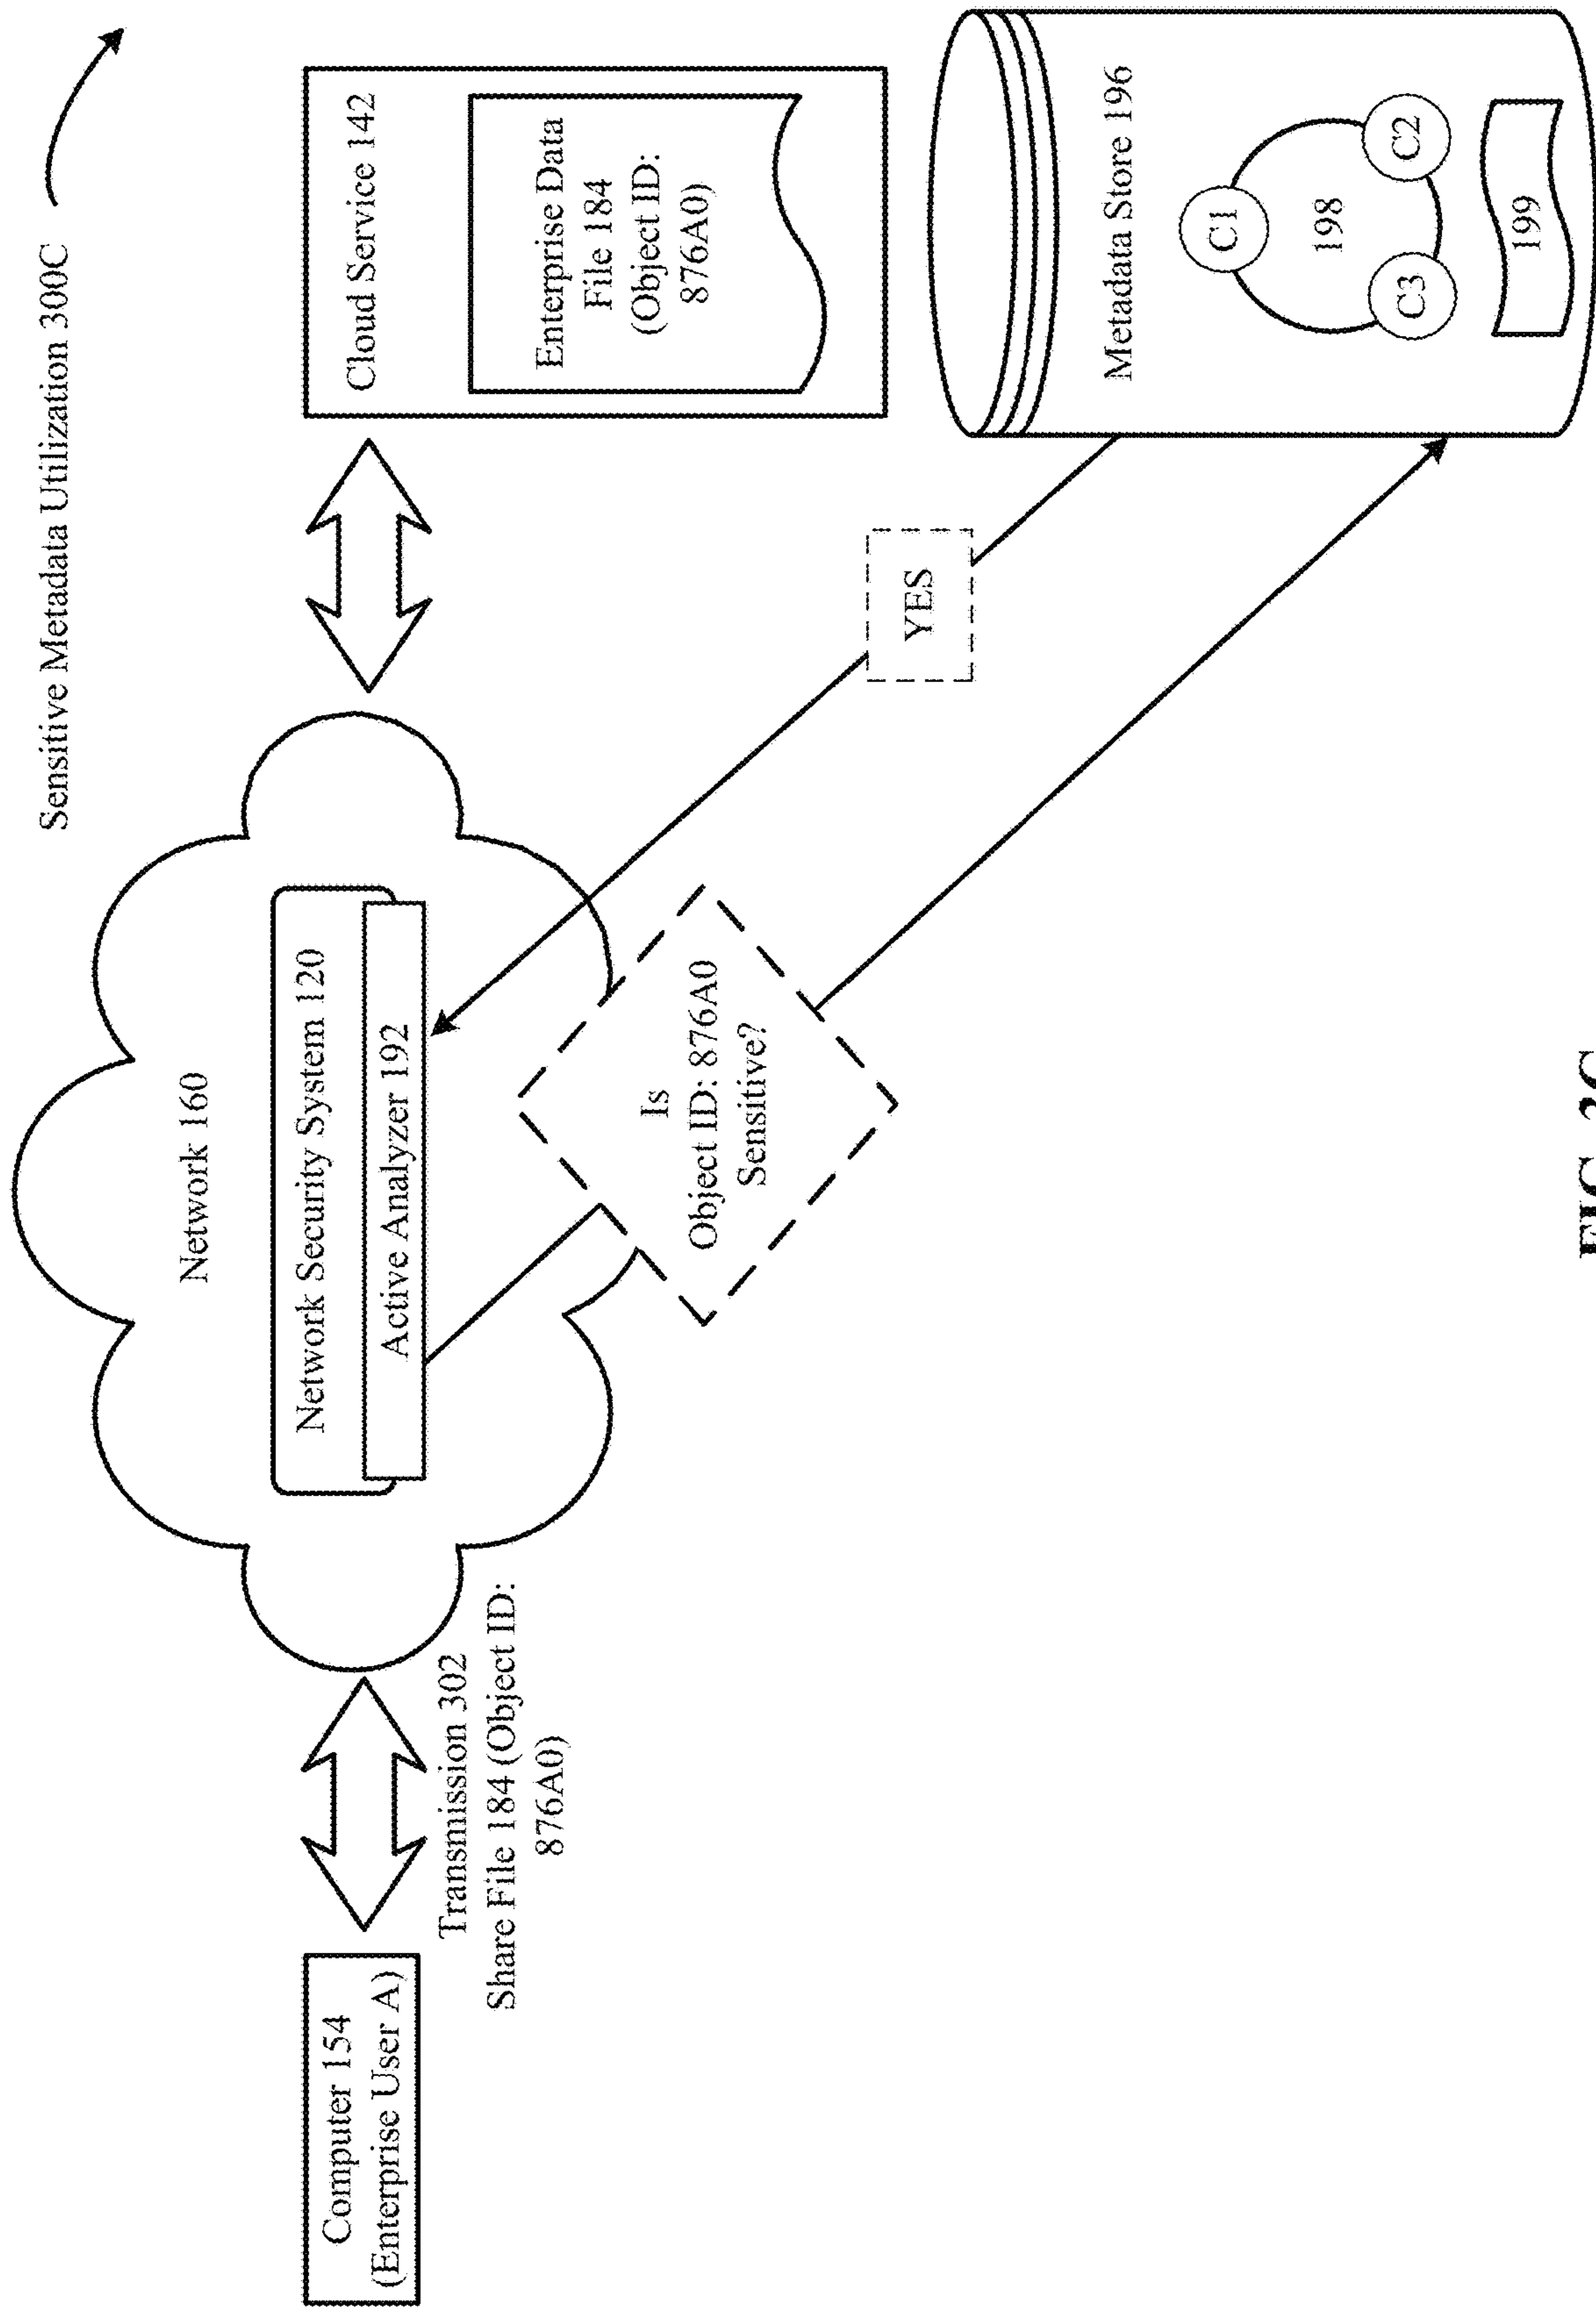 Sensitive Metadata Utilization 300C
Network 160
Network Security System 120
Active Analyzer 192
Computer 154
(Enterprise User A)
Transmission 302
Share File 184 (Object ID:
876A0)
Cloud Service 142
Enterprise Data
File 184
(Object ID:
876A0)
Is
Object ID: 876A0
Sensitive?
YES
Metadata Store 196
C1
198
C3
C2
199